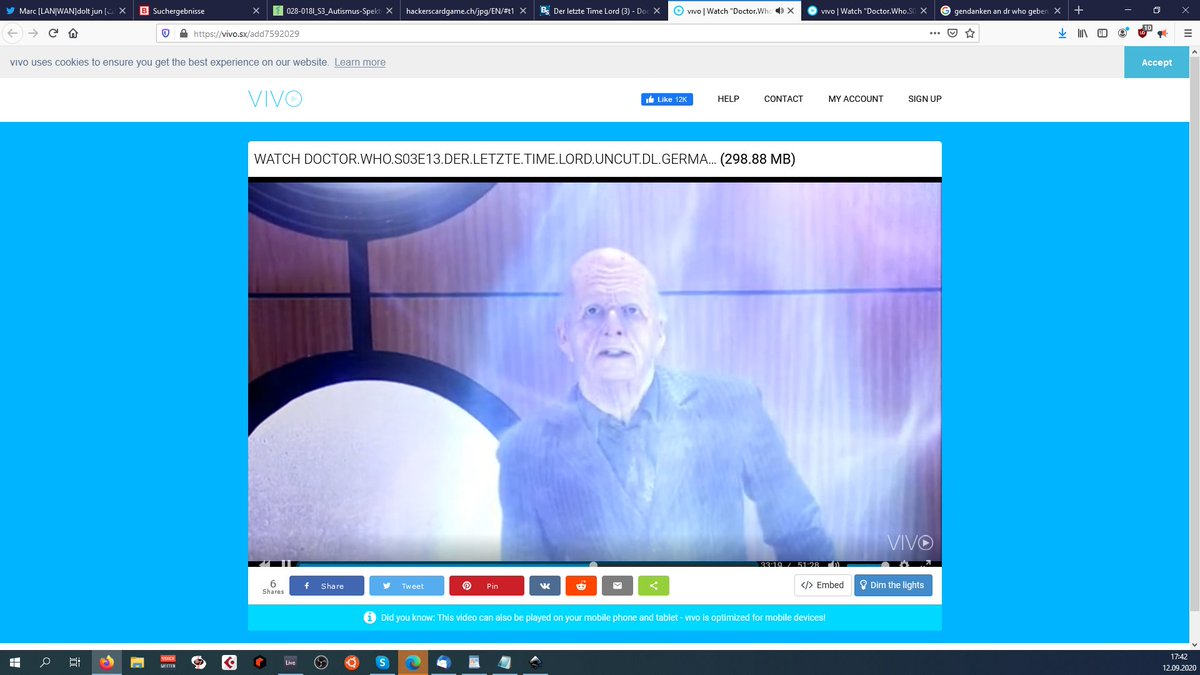 Marc [LAN|WAN]dolt jun [
Suchergebnisse
028-018l_S3_Autismus-Spekt
hackerscardgame.ch/jpg/EN/#t1
Der letzte Time Lord (3) - Do
vivo | Watch "Doctor.Who
vivo | Watch "Doctor.Who.S
gendanken an dr who geben
https://vivo.sx/add7592029
vivo uses cookies to ensure you get the best experience on our website. Learn more
Accept
VIVO
Like 12K
HELP
CONTACT
MY ACCOUNT
SIGN UP
WATCH DOCTOR.WHO.S03E13.DER.LETZTE.TIME.LORD.UNCUT.DL.GERMA... (298.88 MB)
VIVO
33:19 / 51:28
6
Shares
Share
Tweet
Pin
</> Embed
Dim the lights
Did you know: This video can also be played on your mobile phone and tablet - vivo is optimized for mobile devices!
Live
17:42
12.09.2020